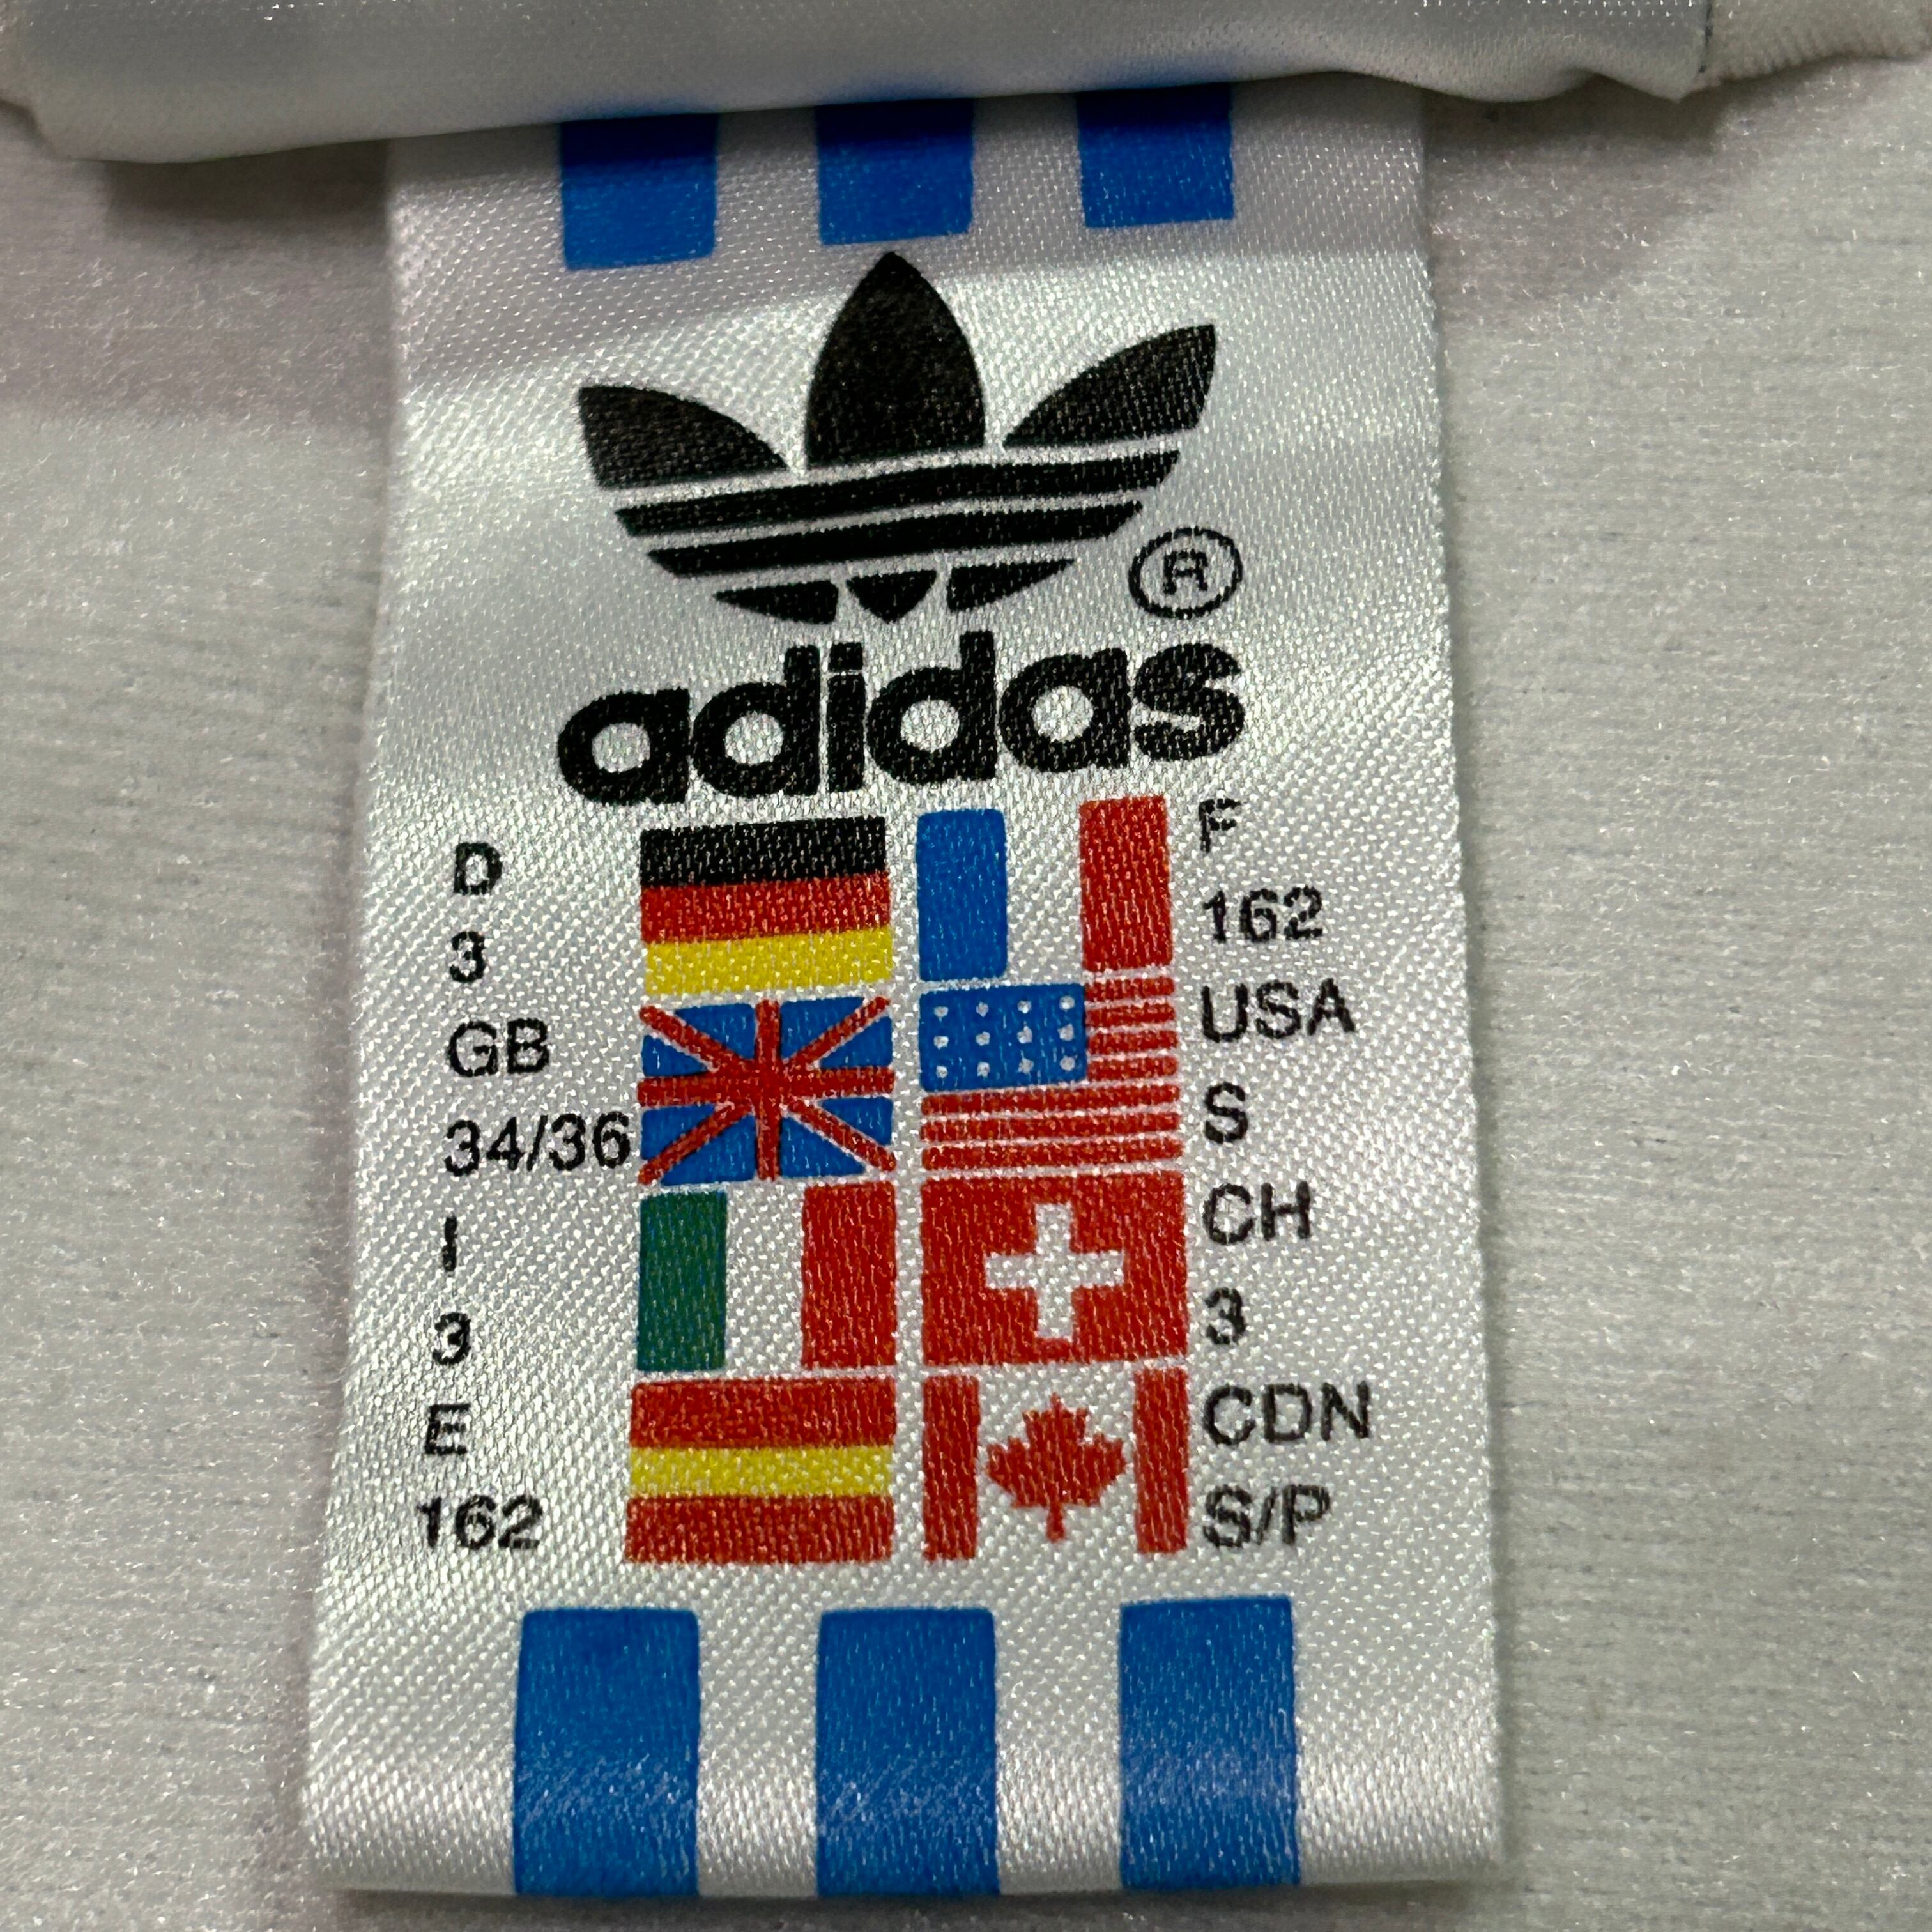 ®
adidas
D
3
GB
34/36
I
3
E
162
F
162
USA
S
CH
3
CDN
S/P